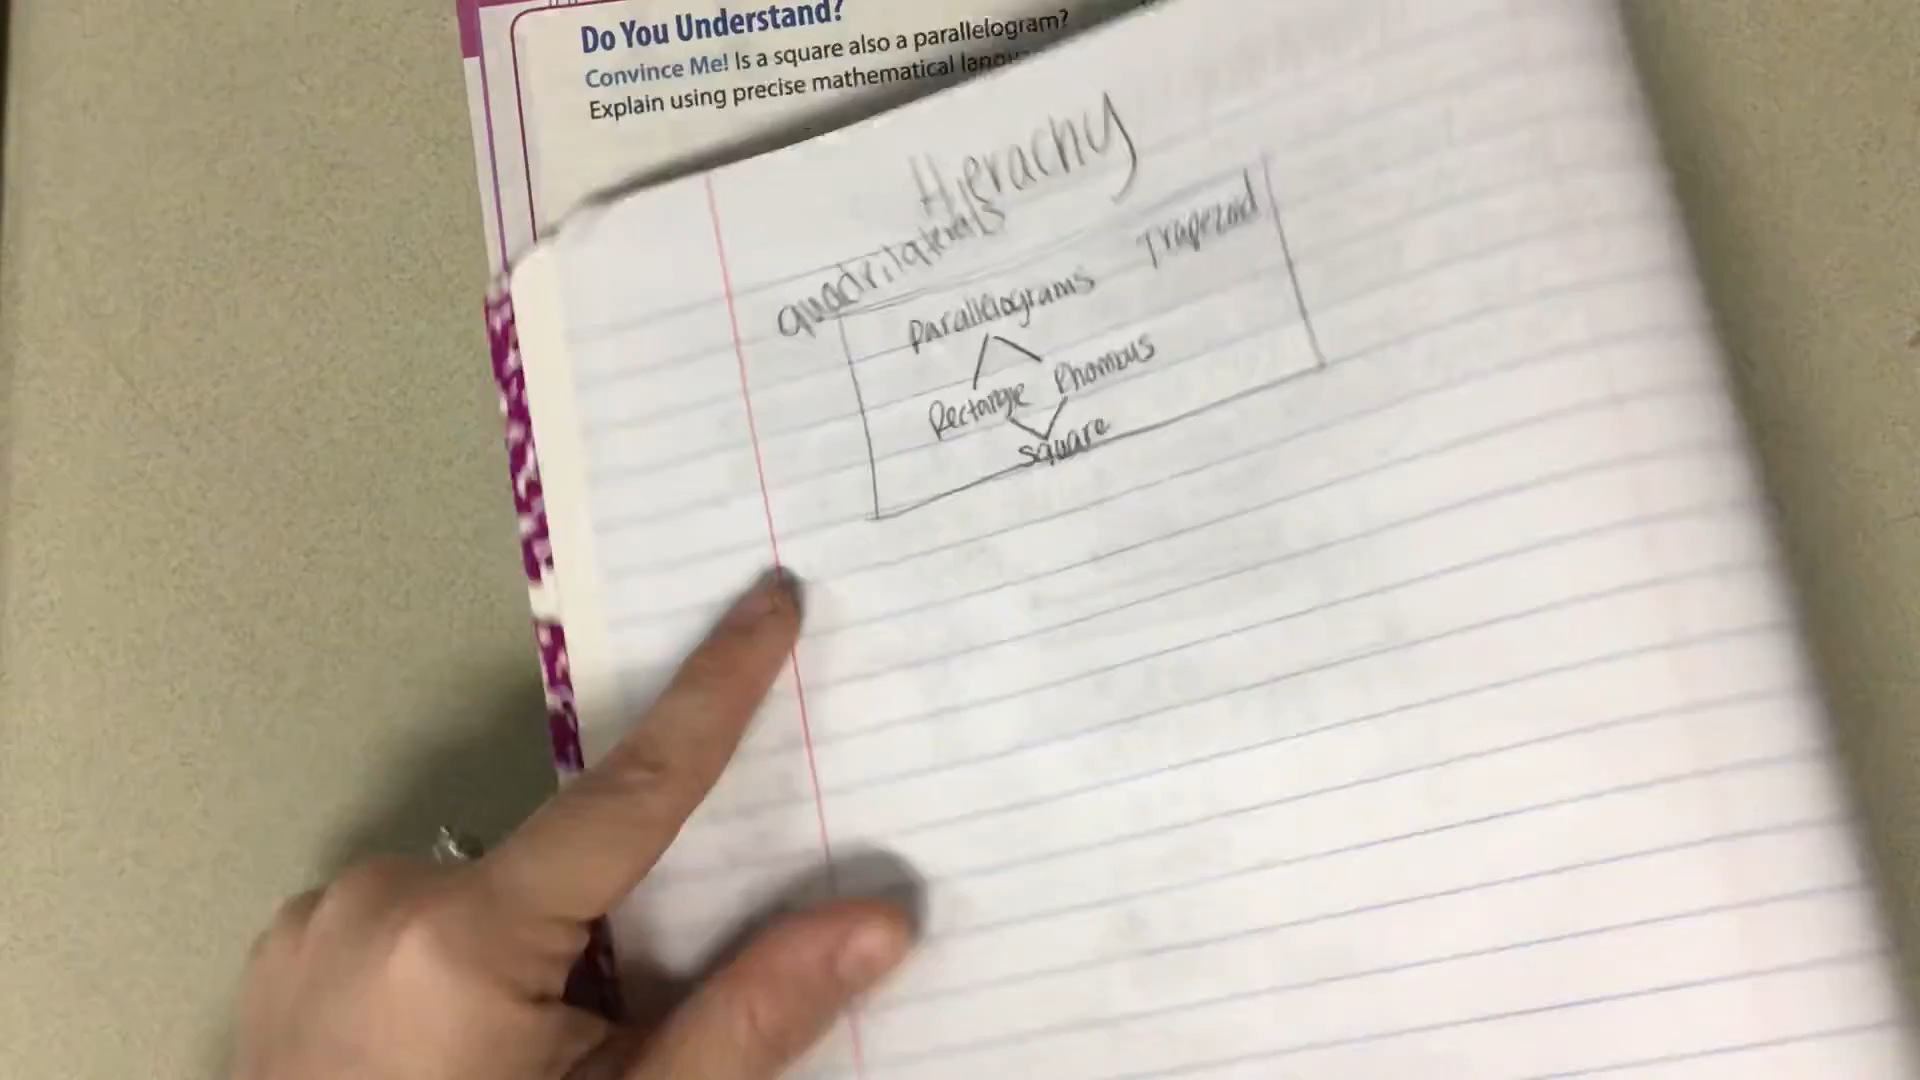 Do You Understand?
Convince Me! Is a square also a parallelogram?
Explain using precise mathematical
Hierachy
quadrilaterals
Trapezoid
Parallelograms
Rectangle Rhombus
square